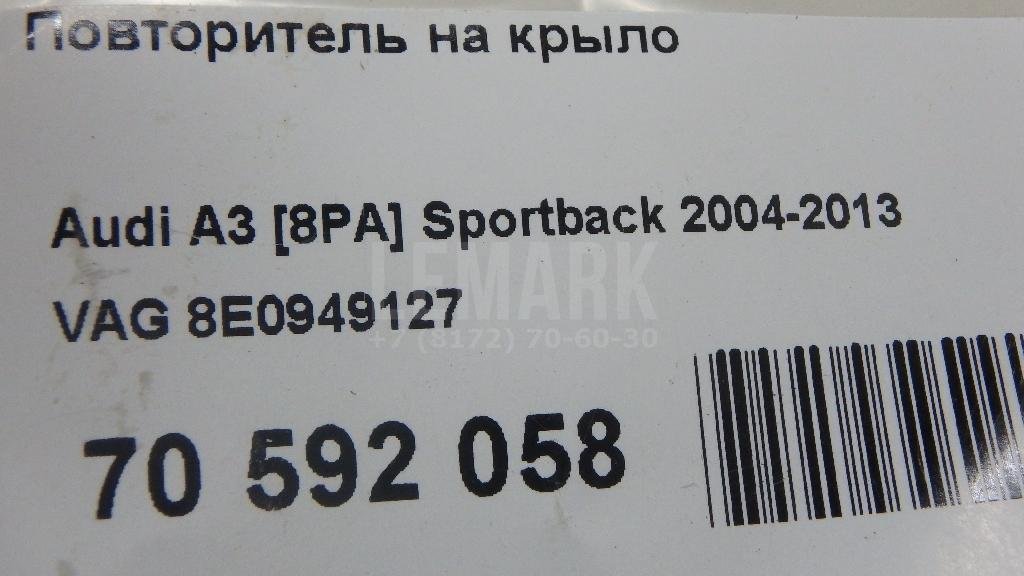 Повторитель на крыло
Audi A3 [8PA] Sportback 2004-2013
LEMARK
VAG 8E0949127
+7 (8172) 70-60-30
70 592 058